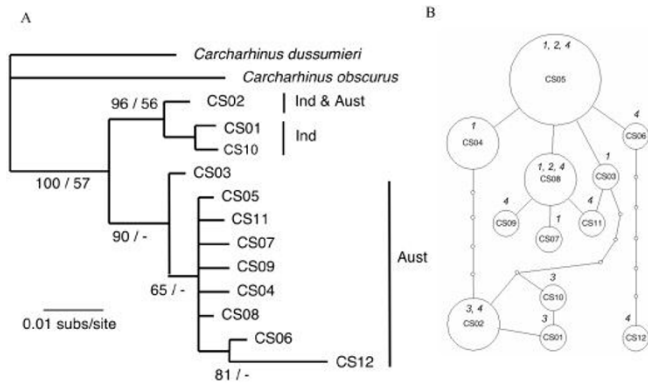 A
Carcharhinus dussumieri
Carcharhinus obscurus
96 / 56
CS02
Ind & Aust
CS01
Ind
CS10
100 / 57
CS03
90 / -
CS05
CS11
CS07
CS09
Aust
65 / -
CS04
CS08
0.01 subs/site
CS06
CS12
81 / -
B
1, 2, 4
CS05
1
CS04
4
CS06
1, 2, 4
CS08
1
CS03
4
CS09
1
CS07
4
CS11
3
CS10
3, 4
CS02
3
CS01
4
CS12